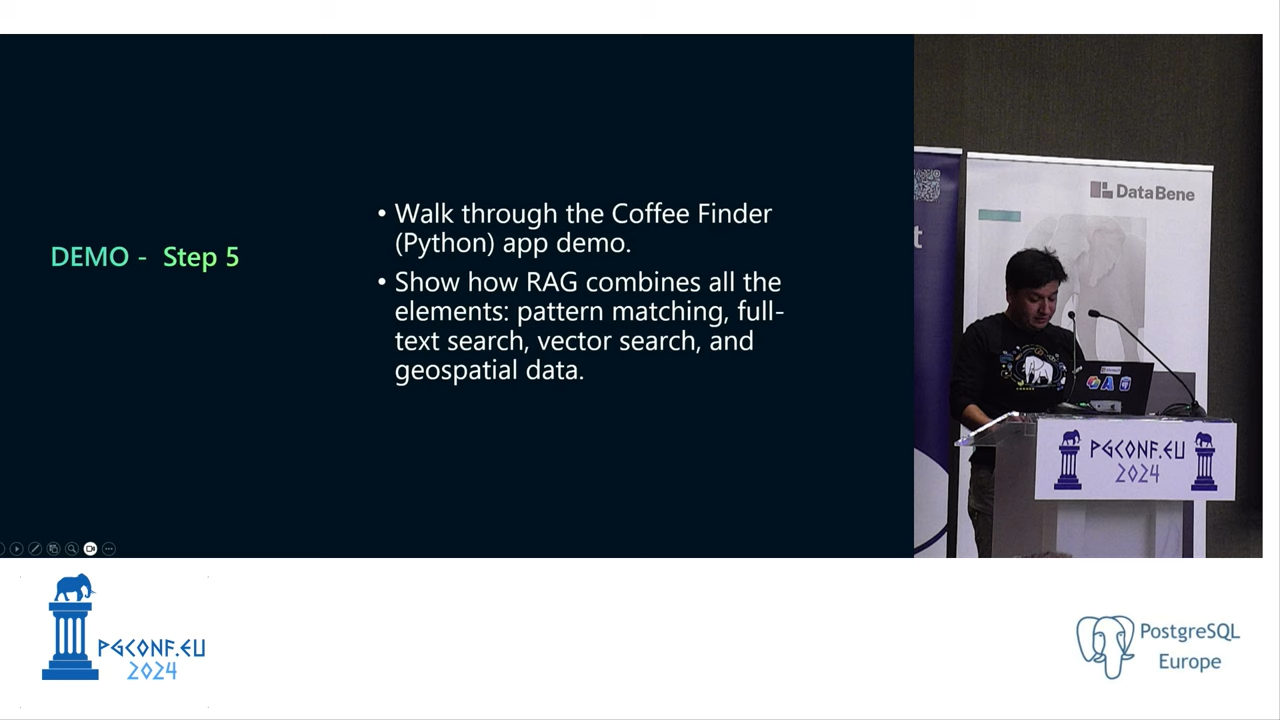 DEMO - Step 5
• Walk through the Coffee Finder
(Python) app demo.
• Show how RAG combines all the
elements: pattern matching, full-
text search, vector search, and
geospatial data.
DataBene
PGCONF.EU
2024
PGCONF.EU
2024
PostgreSQL
Europe